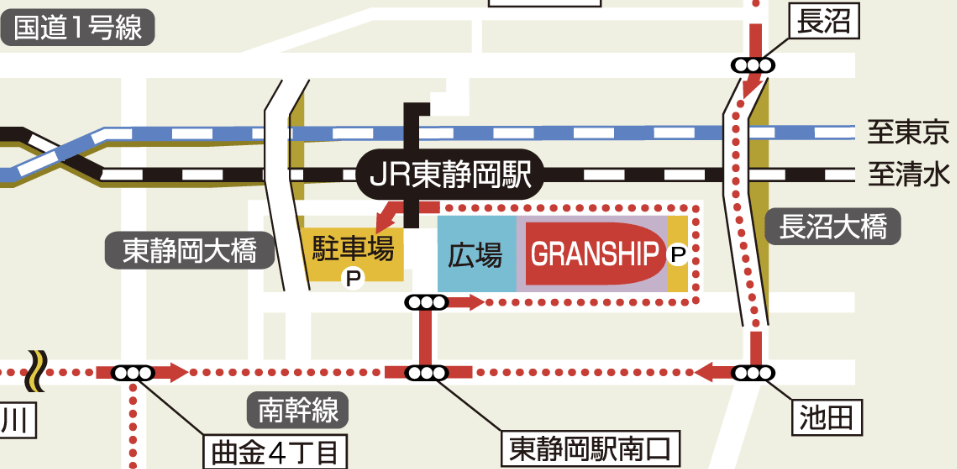 国道1号線
長沼
至東京
JR東静岡駅
至清水
東静岡大橋
駐車場
P
広場
GRANSHIP
P
長沼大橋
川
南幹線
曲金4丁目
東静岡駅南口
池田